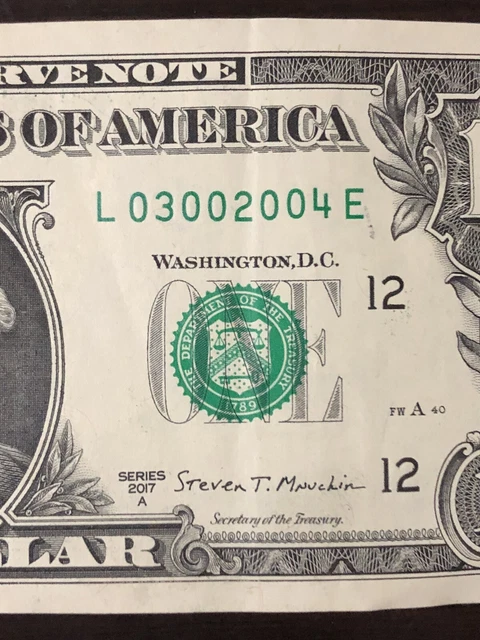 RVE NOTE
S OF AMERICA
L 03002004 E
WASHINGTON, D.C.
12
ONE
THE DEPARTMENT OF THE TREASURY
1789
FW A 40
SERIES
2017
A
Steven T. Mnuchin
12
Secretary of the Treasury.
LLAR